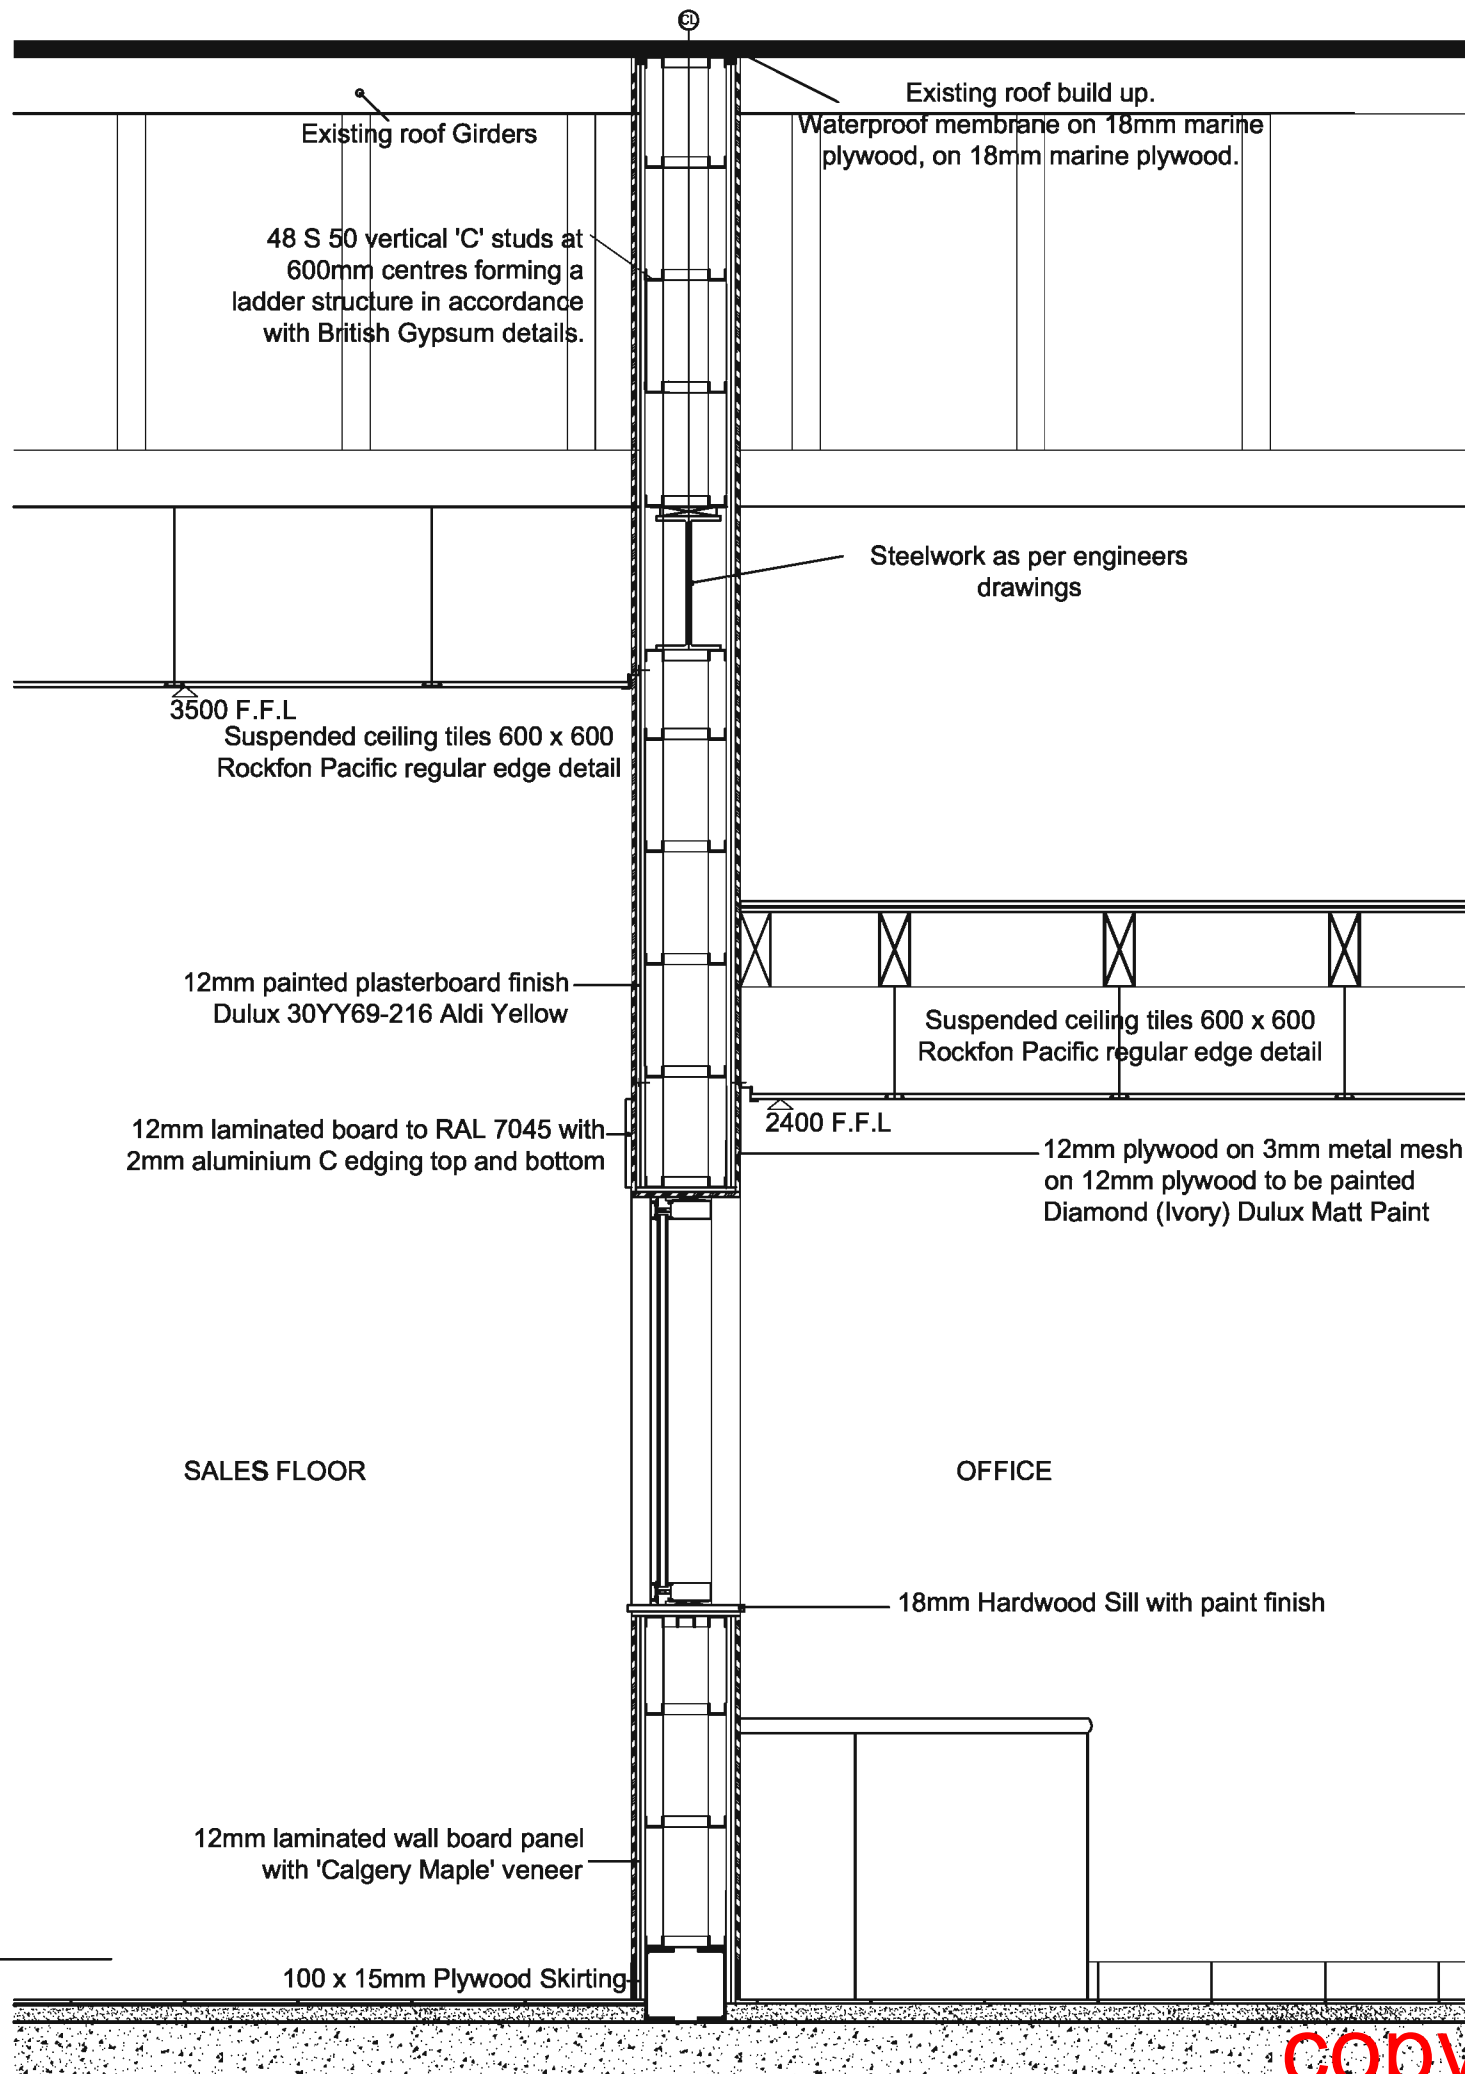 CL
Existing roof build up.
Waterproof membrane on 18mm marine
plywood, on 18mm marine plywood.
Existing roof Girders
48 S 50 vertical 'C' studs at
600mm centres forming a
ladder structure in accordance
with British Gypsum details.
Steelwork as per engineers
drawings
3500 F.F.L
Suspended ceiling tiles 600 x 600
Rockfon Pacific regular edge detail
12mm painted plasterboard finish
Dulux 30YY69-216 Aldi Yellow
Suspended ceiling tiles 600 x 600
Rockfon Pacific regular edge detail
2400 F.F.L
12mm laminated board to RAL 7045 with
2mm aluminium C edging top and bottom
12mm plywood on 3mm metal mesh
on 12mm plywood to be painted
Diamond (Ivory) Dulux Matt Paint
SALES FLOOR
OFFICE
18mm Hardwood Sill with paint finish
12mm laminated wall board panel
with 'Calgery Maple' veneer
100 x 15mm Plywood Skirting